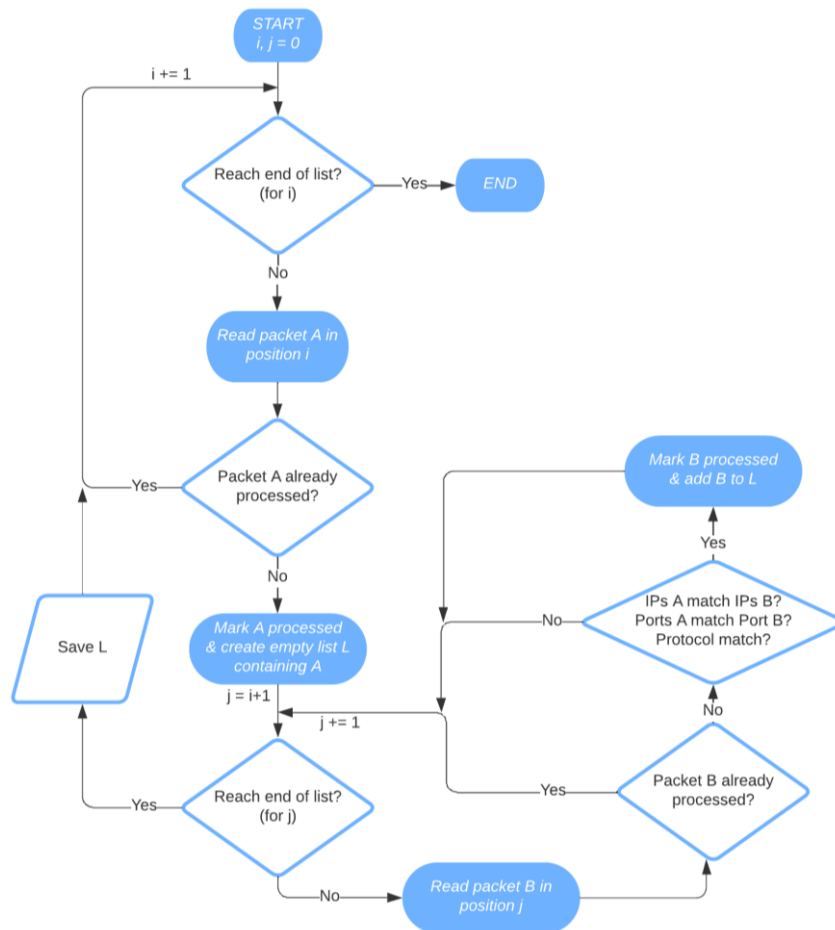 START
i, j = 0
i += 1
Reach end of list?
(for i)
Yes
END
No
Read packet A in
position i
Packet A already
processed?
Yes
No
Mark A processed
& create empty list L
containing A
j = i+1
Save L
Reach end of list?
(for j)
Yes
No
Read packet B in
position j
Packet B already
processed?
Yes
No
j += 1
IPs A match IPs B?
Ports A match Port B?
Protocol match?
No
Yes
Mark B processed
& add B to L